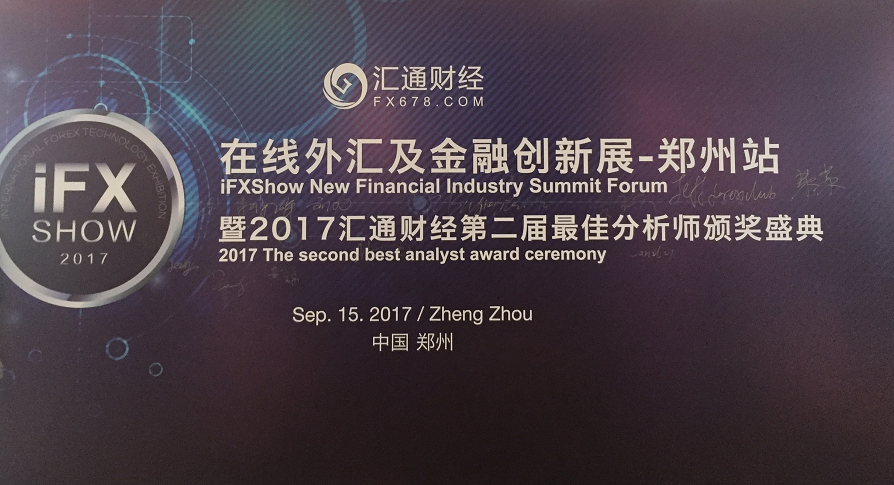 汇通财经
FX678.COM
INTERNATIONAL FOREX TECHNOLOGY EXHIBITION
iFX
SHOW
2017
在线外汇及金融创新展-郑州站
iFXShow New Financial Industry Summit Forum
暨2017汇通财经第二届最佳分析师颁奖盛典
2017 The second best analyst award ceremony
Sep. 15. 2017 / Zheng Zhou
中国 郑州